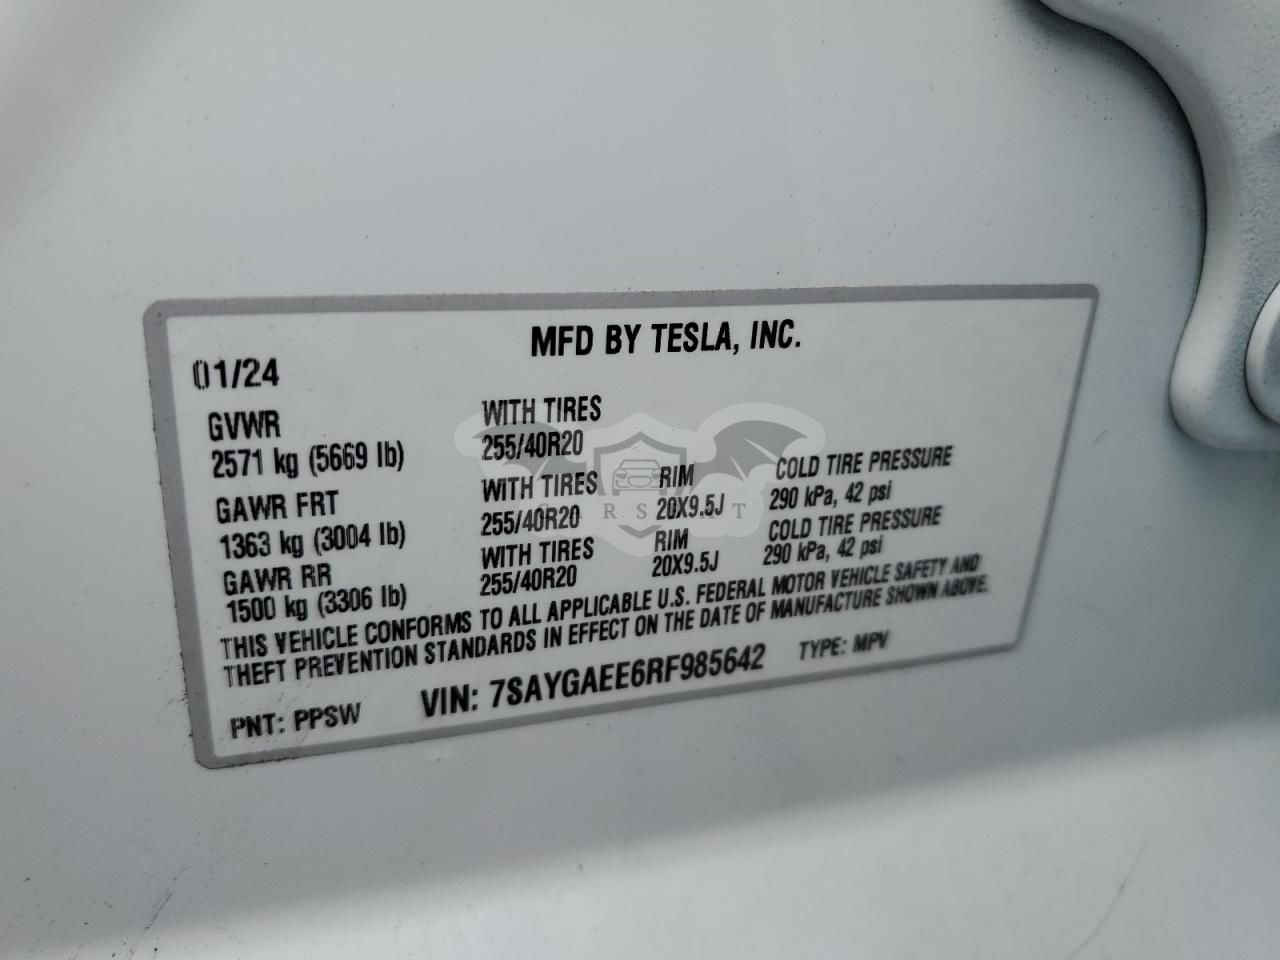 MFD BY TESLA, INC.
01/24
GVWR
2571 kg (5669 lb)
WITH TIRES
255/40R20
GAWR FRT
1363 kg (3004 lb)
WITH TIRES
255/40R20
RIM
20X9.5J
COLD TIRE PRESSURE
290 kPa, 42 psi
GAWR RR
1500 kg (3306 lb)
WITH TIRES
255/40R20
RIM
20X9.5J
COLD TIRE PRESSURE
290 kPa, 42 psi
THIS VEHICLE CONFORMS TO ALL APPLICABLE U.S. FEDERAL MOTOR VEHICLE SAFETY AND
THEFT PREVENTION STANDARDS IN EFFECT ON THE DATE OF MANUFACTURE SHOWN ABOVE.
PNT: PPSW
VIN: 7SAYGAEE6RF985642
TYPE: MPV